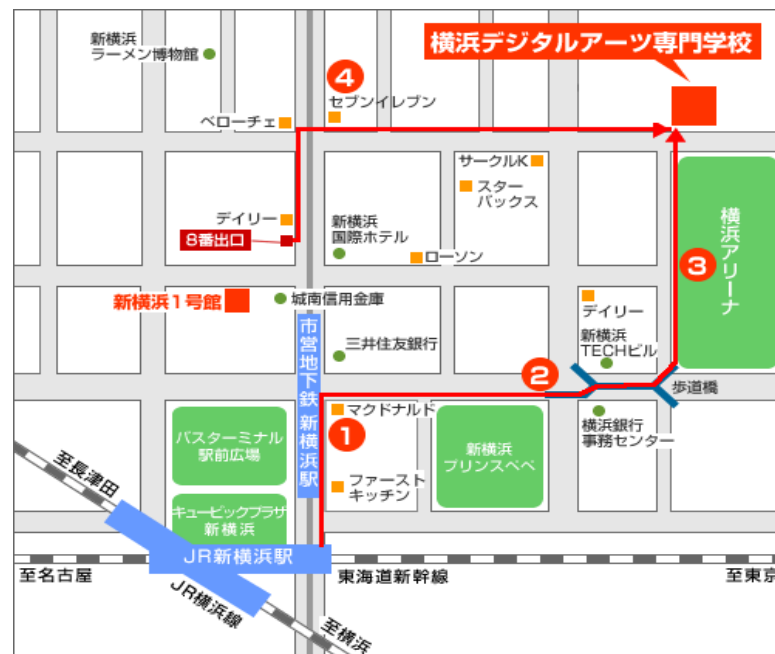 新横浜
ラーメン博物館
4
セブンイレブン
横浜デジタルアーツ専門学校
ベローチェ
サークルK
スター
バックス
デイリー
8番出口
新横浜
国際ホテル
ローソン
横浜アリーナ
3
新横浜1号館
城南信用金庫
デイリー
新横浜
TECHビル
市営地下鉄 新横浜駅
三井住友銀行
2
歩道橋
1
マクドナルド
バスターミナル
駅前広場
新横浜
プリンスペペ
横浜銀行
事務センター
至長津田
ファースト
キッチン
キュービックプラザ
新横浜
JR新横浜駅
至名古屋
東海道新幹線
至東京
JR横浜線
至横浜